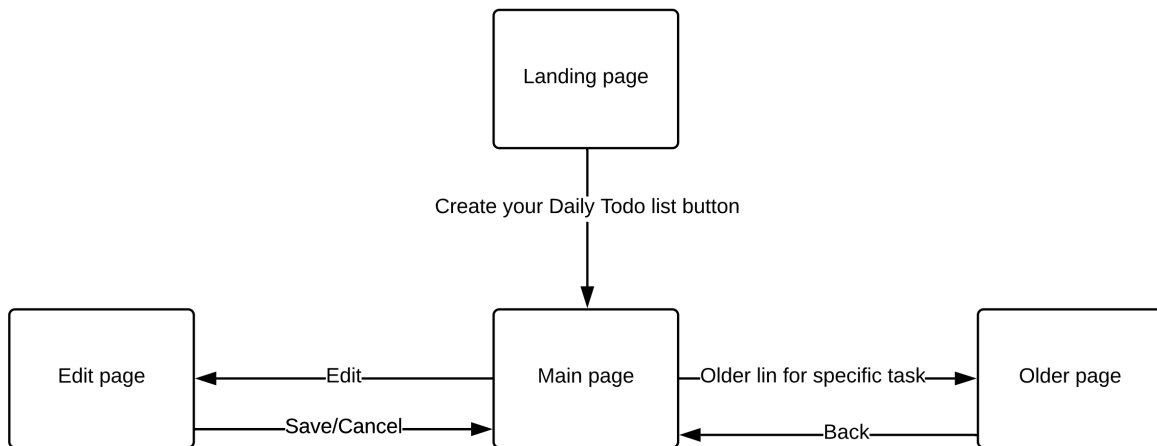 Landing page
Create your Daily Todo list button
Edit page
Edit
Main page
Older lin for specific task
Older page
Save/Cancel
Back